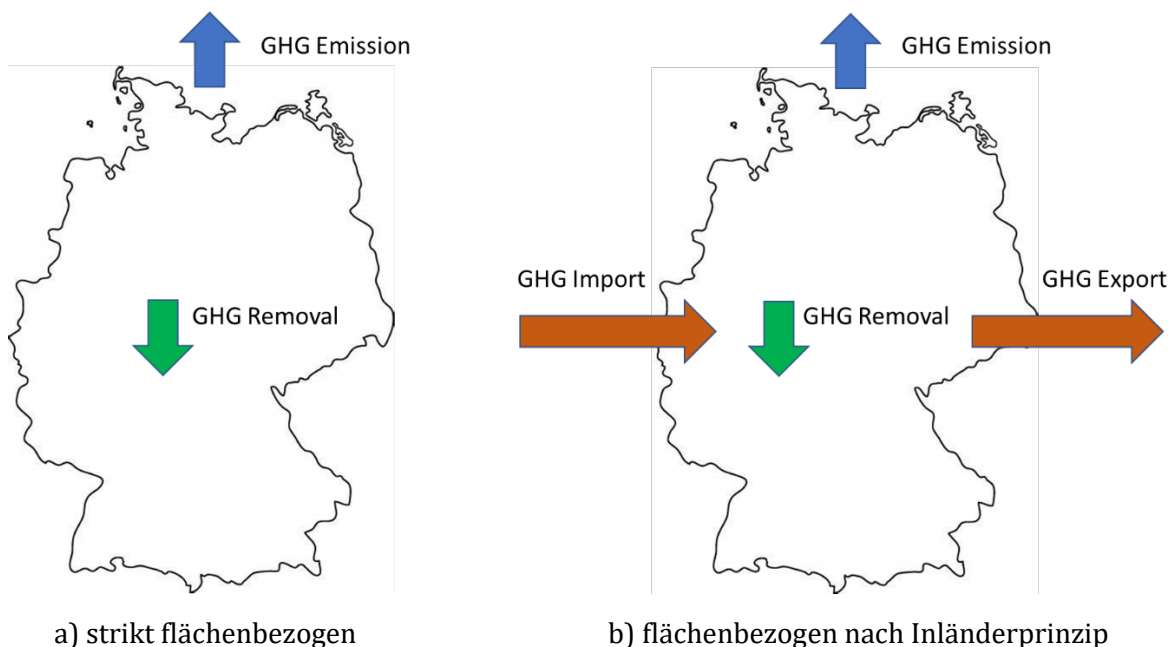 GHG Emission
GHG Removal
a) strikt flächenbezogen
GHG Emission
GHG Import
GHG Removal
GHG Export
b) flächenbezogen nach Inländerprinzip